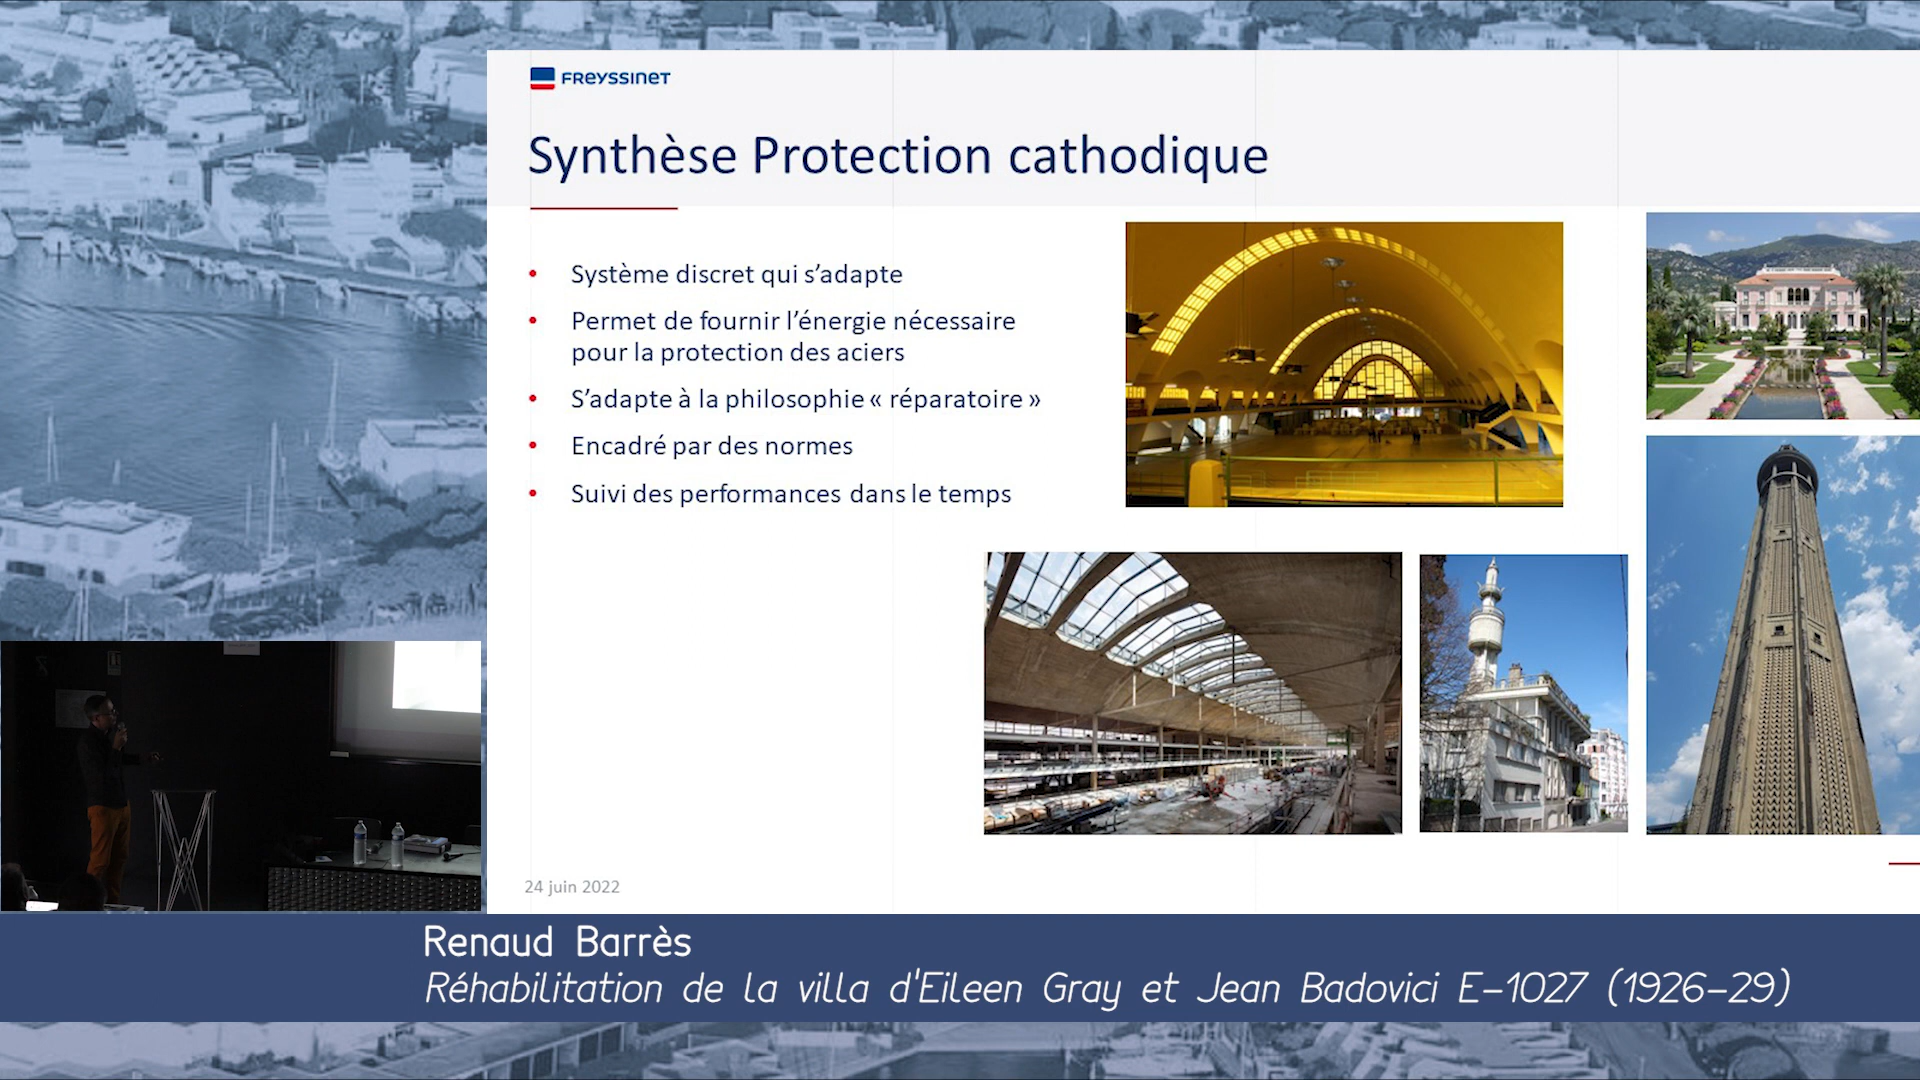 FREYSSINET
Synthèse Protection cathodique
• Système discret qui s’adapte
• Permet de fournir l’énergie nécessaire
pour la protection des aciers
• S’adapte à la philosophie « réparatoire »
• Encadré par des normes
• Suivi des performances dans le temps
24 juin 2022
Renaud Barrès
Réhabilitation de la villa d'Eileen Gray et Jean Badovici E-1027 (1926-29)